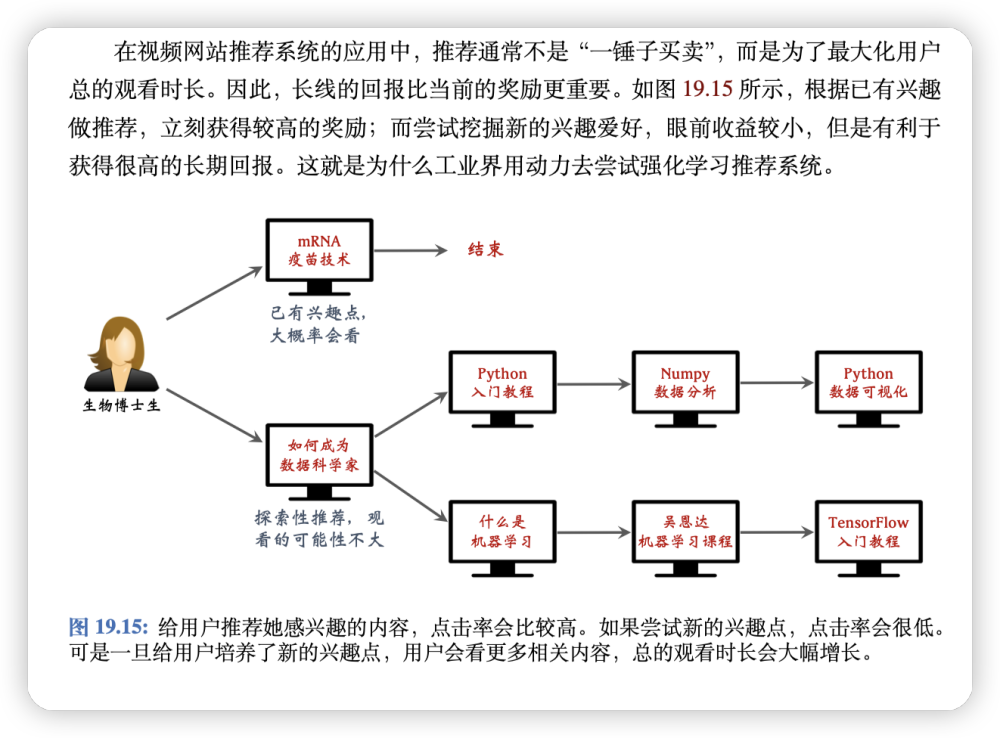 在视频网站推荐系统的应用中，推荐通常不是“一锤子买卖”，而是为了最大化用户
总的观看时长。因此，长线的回报比当前的奖励更重要。如图 19.15 所示，根据已有兴趣
做推荐，立刻获得较高的奖励；而尝试挖掘新的兴趣爱好，眼前收益较小，但是有利于
获得很高的长期回报。这就是为什么工业界用动力去尝试强化学习推荐系统。
mRNA
疫苗技术
结束
已有兴趣点，
大概率会看
生物博士生
Python
入门教程
Numpy
数据分析
Python
数据可视化
如何成为
数据科学家
探索性推荐，观
看的可能性不大
什么是
机器学习
吴恩达
机器学习课程
TensorFlow
入门教程
图 19.15: 给用户推荐她感兴趣的内容，点击率会比较高。如果尝试新的兴趣点，点击率会很低。
可是一旦给用户培养了新的兴趣点，用户会看更多相关内容，总的观看时长会大幅增长。